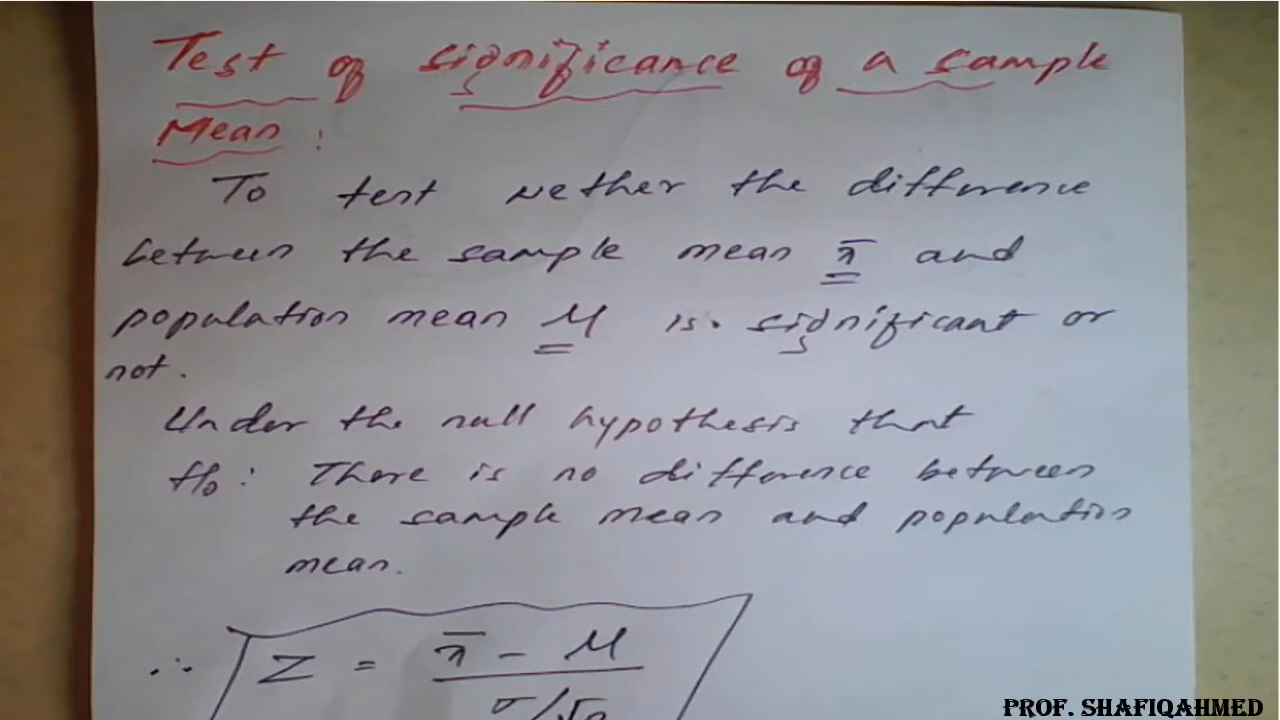 Test of significance of a sample
Mean :
To test wether the difference
between the sample mean x̄ and
population mean μ is significant or
not.
Under the null hypothesis that
H₀ : There is no difference between
the sample mean and population
mean.
∴ Z = (x̄ - μ) / (σ/√n)
PROF. SHAFIQAHMED